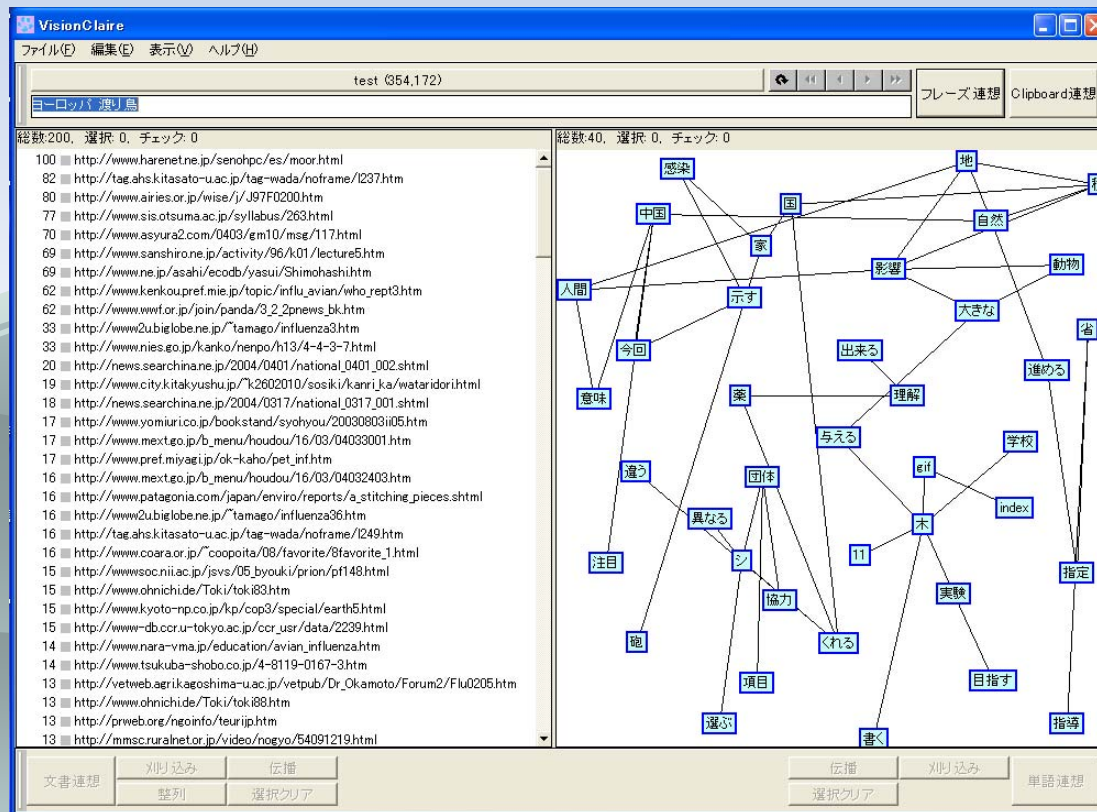 VisionClaire
ファイル(F) 編集(E) 表示(V) ヘルプ(H)
test (354,172)
ヨーロッパ 渡り鳥
フレーズ連想 Clipboard連想
総数:200, 選択: 0, チェック: 0
100 http://www.harenet.ne.jp/senohpc/es/moor.html
82 http://tag.ahs.kitasato-u.ac.jp/tag-wada/noframe/l237.htm
80 http://www.airies.or.jp/wise/j/J97F0200.htm
77 http://www.sis.otsuma.ac.jp/syllabus/263.html
70 http://www.asyura2.com/0403/gm10/msg/117.html
69 http://www.sanshiro.ne.jp/activity/96/k01/lecture5.htm
69 http://www.ne.jp/asahi/ecodb/yasui/Shimohashi.htm
62 http://www.kenkou.pref.mie.jp/topic/influ_avian/who_rept3.htm
62 http://www.wwf.or.jp/join/panda/3_2_2pnews_bk.htm
33 http://www2u.biglobe.ne.jp/~tamago/influenza3.htm
33 http://www.nies.go.jp/kanko/nenpo/h13/4-4-3-7.html
20 http://news.searchina.ne.jp/2004/0401/national_0401_002.shtml
19 http://www.city.kitakyushu.jp/~k2602010/sosiki/kanri_ka/wataridori.html
18 http://news.searchina.ne.jp/2004/0317/national_0317_001.shtml
17 http://www.yomiuri.co.jp/bookstand/syohyou/20030803ii05.htm
17 http://www.mext.go.jp/b_menu/houdou/16/03/04033001.htm
17 http://www.pref.miyagi.jp/ok-kaho/pet_inf.htm
16 http://www.mext.go.jp/b_menu/houdou/16/03/04032403.htm
16 http://www.patagonia.com/japan/enviro/reports/a_stitching_pieces.shtml
16 http://www2u.biglobe.ne.jp/~tamago/influenza36.htm
16 http://tag.ahs.kitasato-u.ac.jp/tag-wada/noframe/l249.htm
16 http://www.coara.or.jp/~coopoita/08/favorite/8favorite_1.html
15 http://wwwsoc.nii.ac.jp/jsvs/05_byouki/prion/pf148.html
15 http://www.ohnichi.de/Toki/toki83.htm
15 http://www.kyoto-np.co.jp/kp/cop3/special/earth5.html
15 http://www-db.ccr.u-tokyo.ac.jp/ccr_usr/data/2239.html
14 http://www.nara-vma.jp/education/avian_influenza.htm
14 http://www.tsukuba-shobo.co.jp/4-8119-0167-3.htm
13 http://vetweb.agri.kagoshima-u.ac.jp/vetpub/Dr_Okamoto/Forum2/Flu0205.htm
13 http://www.ohnichi.de/Toki/toki88.htm
13 http://prweb.org/ngoinfo/teurijp.htm
13 http://mmsc.ruralnet.or.jp/video/nogyo/54091219.html
総数:40, 選択: 0, チェック: 0
地
感染
国
中国
自然
家
影響
動物
人間
示す
大きな
省
今回
出来る
進める
意味
薬
理解
与える
学校
違う
団体
gif
index
異なる
木
注目
シ
11
指定
協力
実験
砲
くれる
項目
目指す
選ぶ
指導
書く
文書連想 刈り込み 伝播
整列 選択クリア
伝播 刈り込み 単語連想
選択クリア